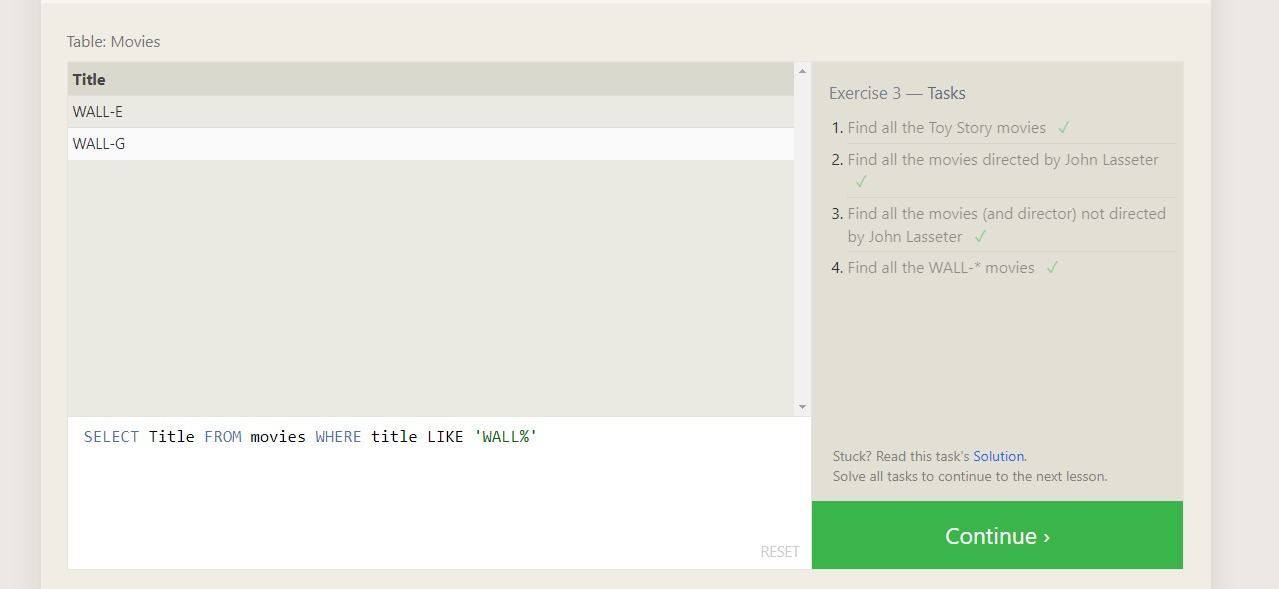 Table: Movies
Title
WALL-E
WALL-G
SELECT Title FROM movies WHERE title LIKE 'WALL%'
RESET
Exercise 3 — Tasks
1. Find all the Toy Story movies ✓
2. Find all the movies directed by John Lasseter
✓
3. Find all the movies (and director) not directed
by John Lasseter ✓
4. Find all the WALL-* movies ✓
Stuck? Read this task's Solution.
Solve all tasks to continue to the next lesson.
Continue ›